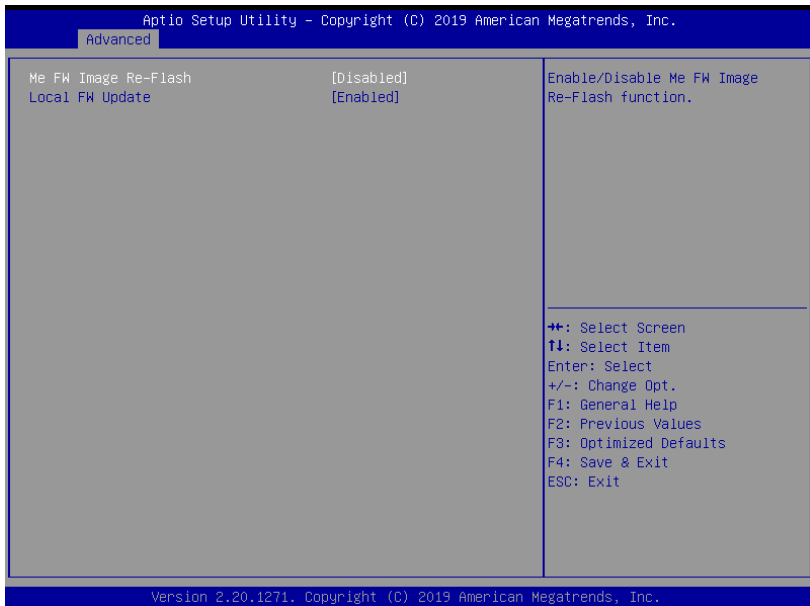 Aptio Setup Utility – Copyright (C) 2019 American Megatrends, Inc.
Advanced
Me FW Image Re-Flash [Disabled]
Local FW Update [Enabled]
Enable/Disable Me FW Image
Re-Flash function.
→←: Select Screen
↑↓: Select Item
Enter: Select
+/-: Change Opt.
F1: General Help
F2: Previous Values
F3: Optimized Defaults
F4: Save & Exit
ESC: Exit
Version 2.20.1271. Copyright (C) 2019 American Megatrends, Inc.